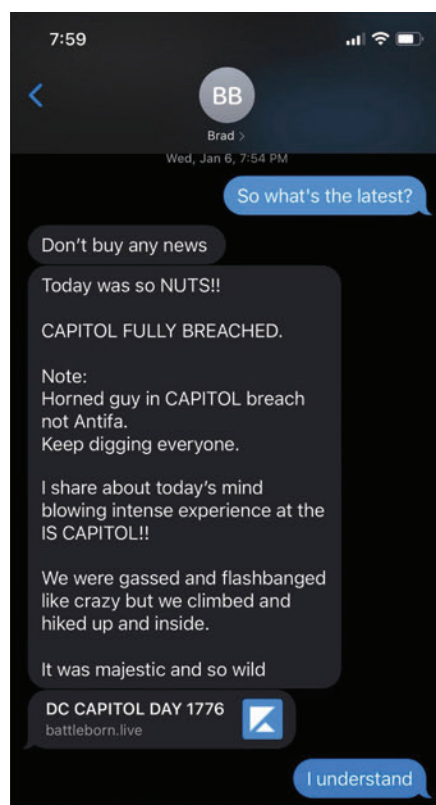 7:59
BB
Brad >
Wed, Jan 6, 7:54 PM
So what's the latest?
Don't buy any news
Today was so NUTS!!
CAPITOL FULLY BREACHED.
Note:
Horned guy in CAPITOL breach
not Antifa.
Keep digging everyone.
I share about today's mind
blowing intense experience at the
IS CAPITOL!!
We were gassed and flashbanged
like crazy but we climbed and
hiked up and inside.
It was majestic and so wild
DC CAPITOL DAY 1776
battleborn.live
I understand